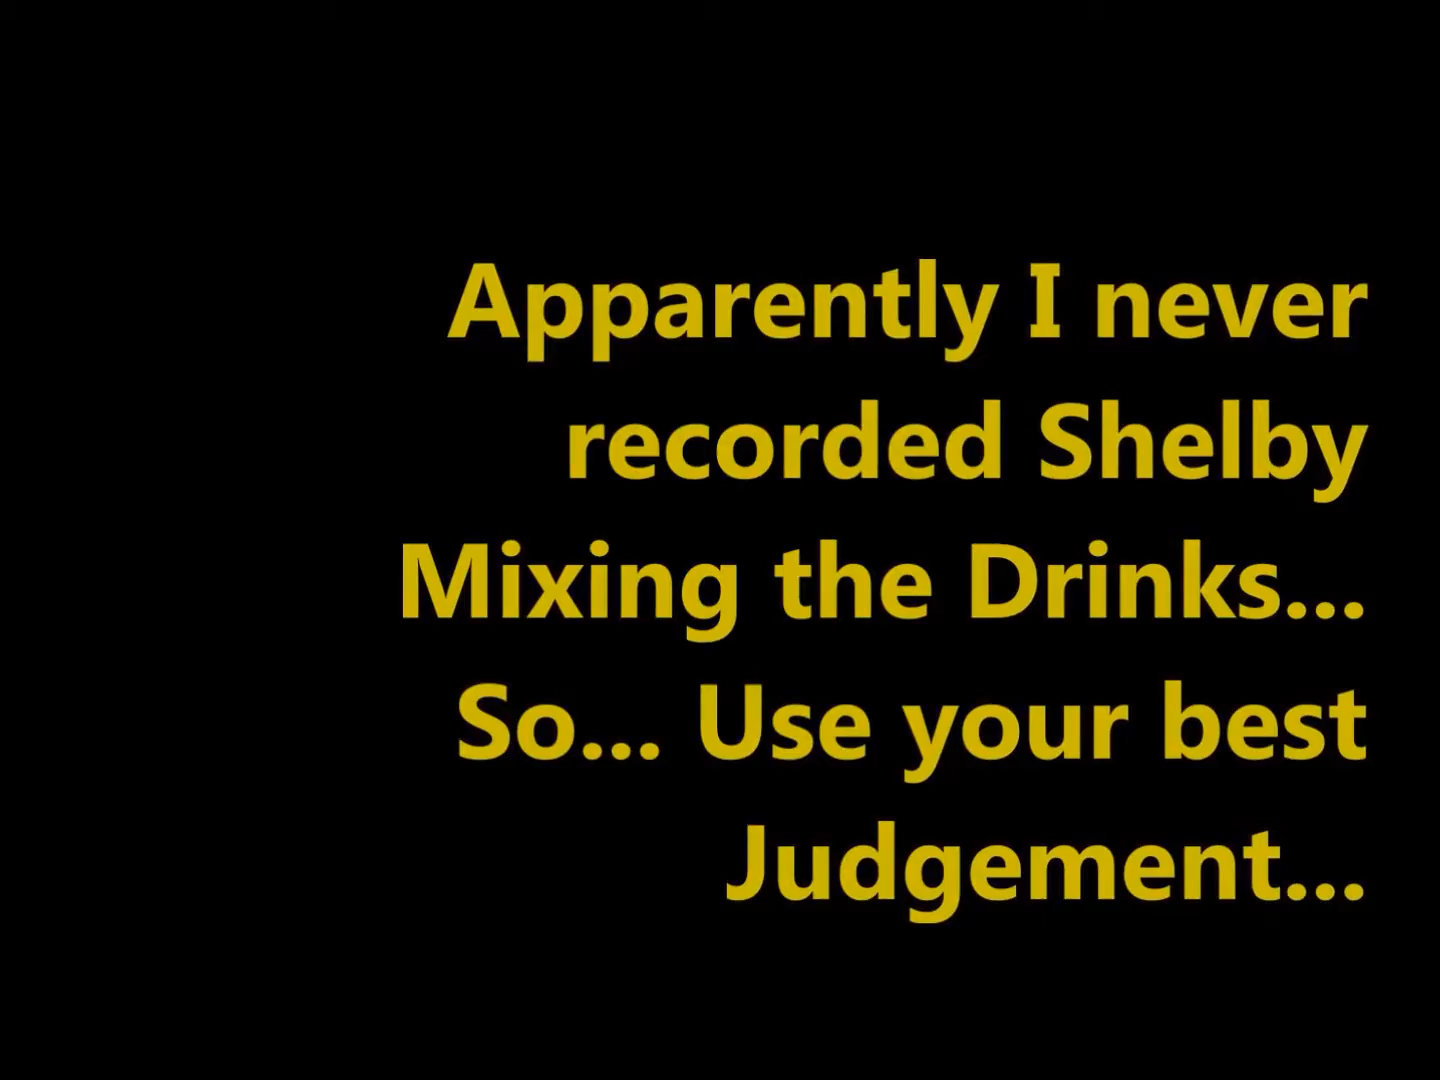 Apparently I never
recorded Shelby
Mixing the Drinks...
So... Use your best
Judgement...